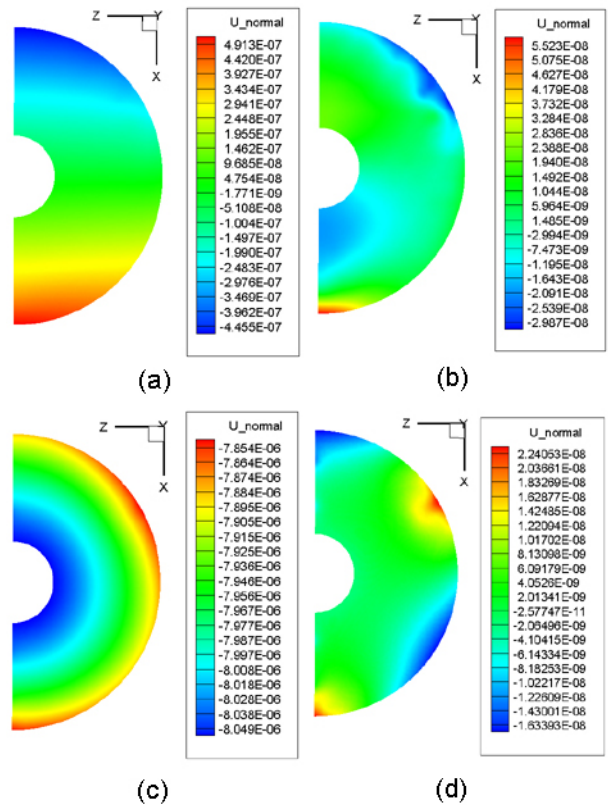 Z
Y
X
U_normal
4.913E-07
4.420E-07
3.927E-07
3.434E-07
2.941E-07
2.448E-07
1.955E-07
1.462E-07
9.685E-08
4.754E-08
-1.771E-09
-5.108E-08
-1.004E-07
-1.497E-07
-1.990E-07
-2.483E-07
-2.976E-07
-3.469E-07
-3.962E-07
-4.455E-07
(a)
Z
Y
X
U_normal
5.523E-08
5.075E-08
4.627E-08
4.179E-08
3.732E-08
3.284E-08
2.836E-08
2.388E-08
1.940E-08
1.492E-08
1.044E-08
5.964E-09
1.485E-09
-2.994E-09
-7.473E-09
-1.195E-08
-1.643E-08
-2.091E-08
-2.539E-08
-2.987E-08
(b)
Z
Y
X
U_normal
-7.854E-06
-7.864E-06
-7.874E-06
-7.884E-06
-7.895E-06
-7.905E-06
-7.915E-06
-7.925E-06
-7.936E-06
-7.946E-06
-7.956E-06
-7.967E-06
-7.977E-06
-7.987E-06
-7.997E-06
-8.008E-06
-8.018E-06
-8.028E-06
-8.038E-06
-8.049E-06
(c)
Z
Y
X
U_normal
2.24053E-08
2.03661E-08
1.83269E-08
1.62877E-08
1.42485E-08
1.22094E-08
1.01702E-08
8.13098E-09
6.09179E-09
4.0526E-09
2.01341E-09
-2.57747E-11
-2.06496E-09
-4.10415E-09
-6.14334E-09
-8.18253E-09
-1.02217E-08
-1.22609E-08
-1.43001E-08
-1.63393E-08
(d)